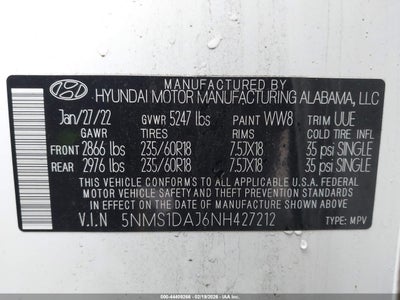 MANUFACTURED BY
HYUNDAI MOTOR MANUFACTURING ALABAMA, LLC
Jan/27/22 GVWR 5247 lbs PAINT WW8 TRIM UUE
GAWR TIRES RIMS COLD TIRE INFL
FRONT 2866 lbs 235/60R18 7.5JX18 35 psi SINGLE
REAR 2976 lbs 235/60R18 7.5JX18 35 psi SINGLE
THIS VEHICLE CONFORMS TO ALL APPLICABLE U.S. FEDERAL
MOTOR VEHICLE SAFETY AND THEFT PREVENTION STANDARDS
IN EFFECT ON THE DATE OF MANUFACTURE SHOWN ABOVE.
V.I.N 5NMS1DAJ6NH427212 TYPE: MPV